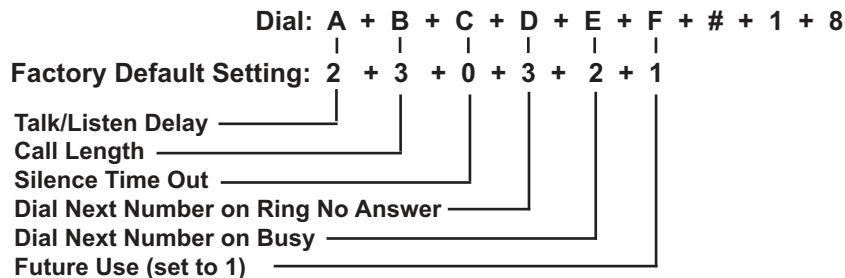 Dial: A + B + C + D + E + F + # + 1 + 8
Factory Default Setting: 2 + 3 + 0 + 3 + 2 + 1
Talk/Listen Delay
Call Length
Silence Time Out
Dial Next Number on Ring No Answer
Dial Next Number on Busy
Future Use (set to 1)